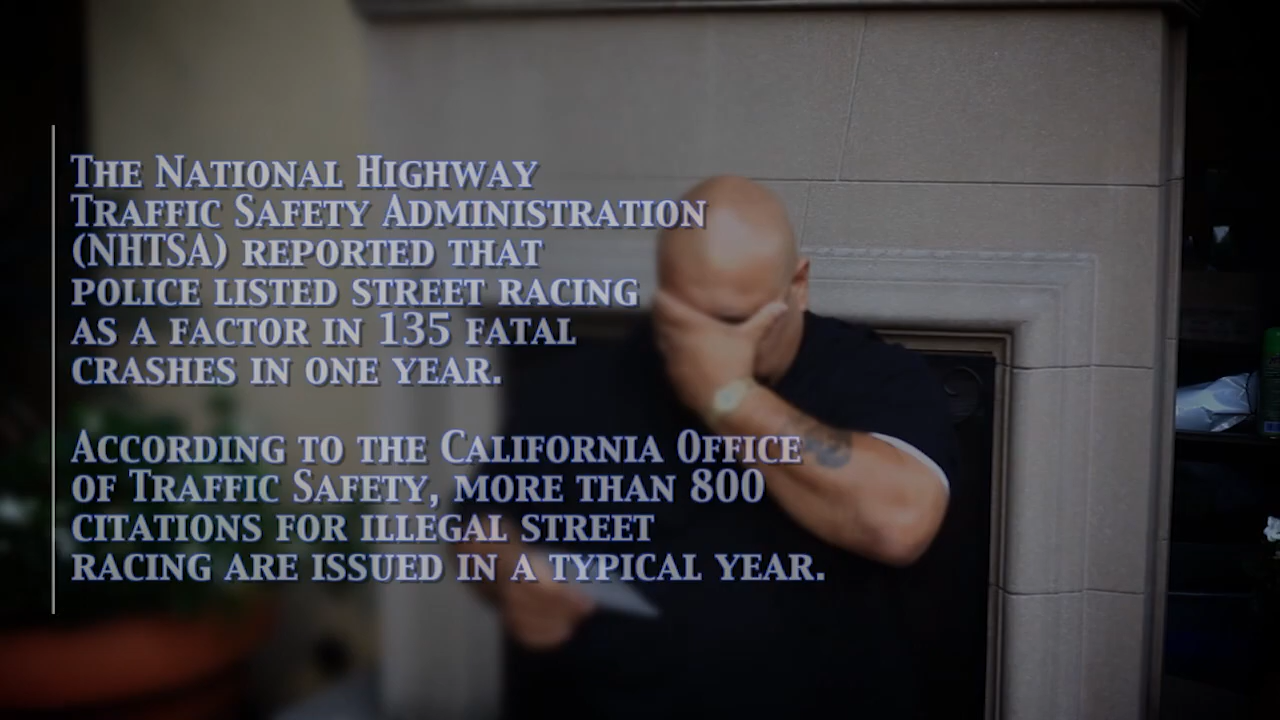 The National Highway
Traffic Safety Administration
(NHTSA) reported that
police listed street racing
as a factor in 135 fatal
crashes in one year.
According to the California Office
of Traffic Safety, more than 800
citations for illegal street
racing are issued in a typical year.